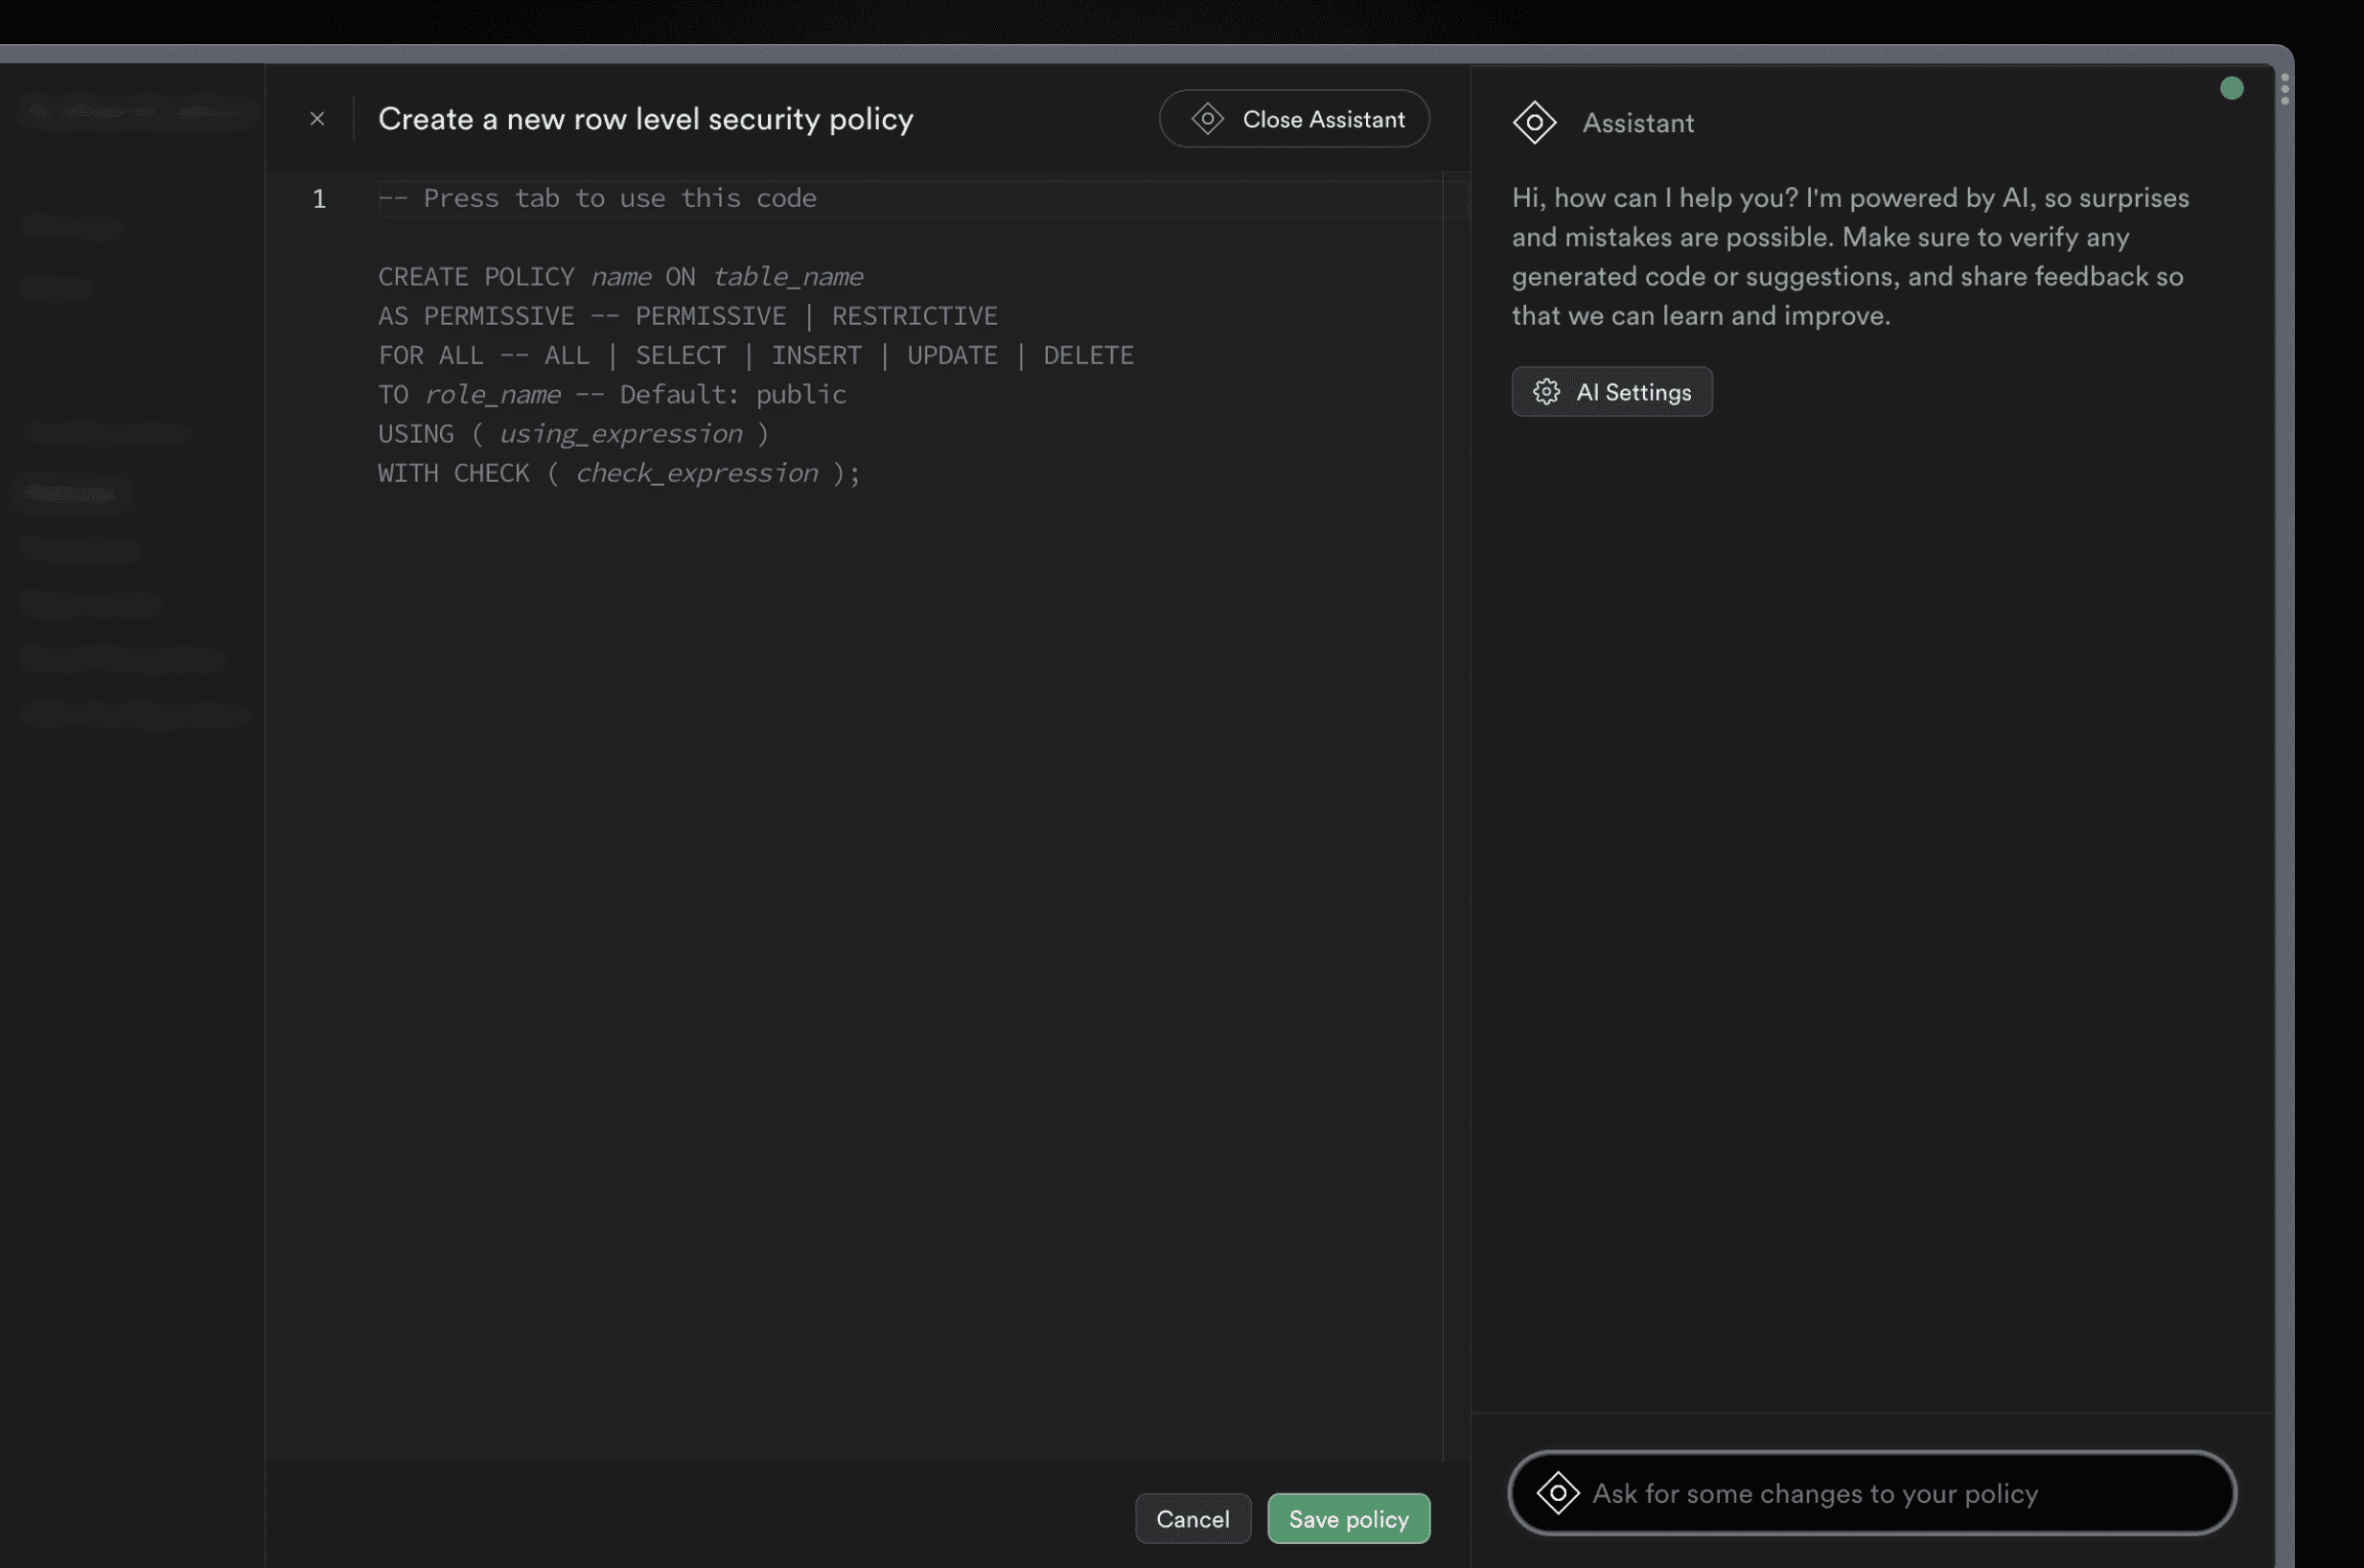 Create a new row level security policy
Close Assistant
1
-- Press tab to use this code
CREATE POLICY name ON table_name
AS PERMISSIVE -- PERMISSIVE | RESTRICTIVE
FOR ALL -- ALL | SELECT | INSERT | UPDATE | DELETE
TO role_name -- Default: public
USING ( using_expression )
WITH CHECK ( check_expression );
Cancel
Save policy
Assistant
Hi, how can I help you? I'm powered by AI, so surprises
and mistakes are possible. Make sure to verify any
generated code or suggestions, and share feedback so
that we can learn and improve.
AI Settings
Ask for some changes to your policy